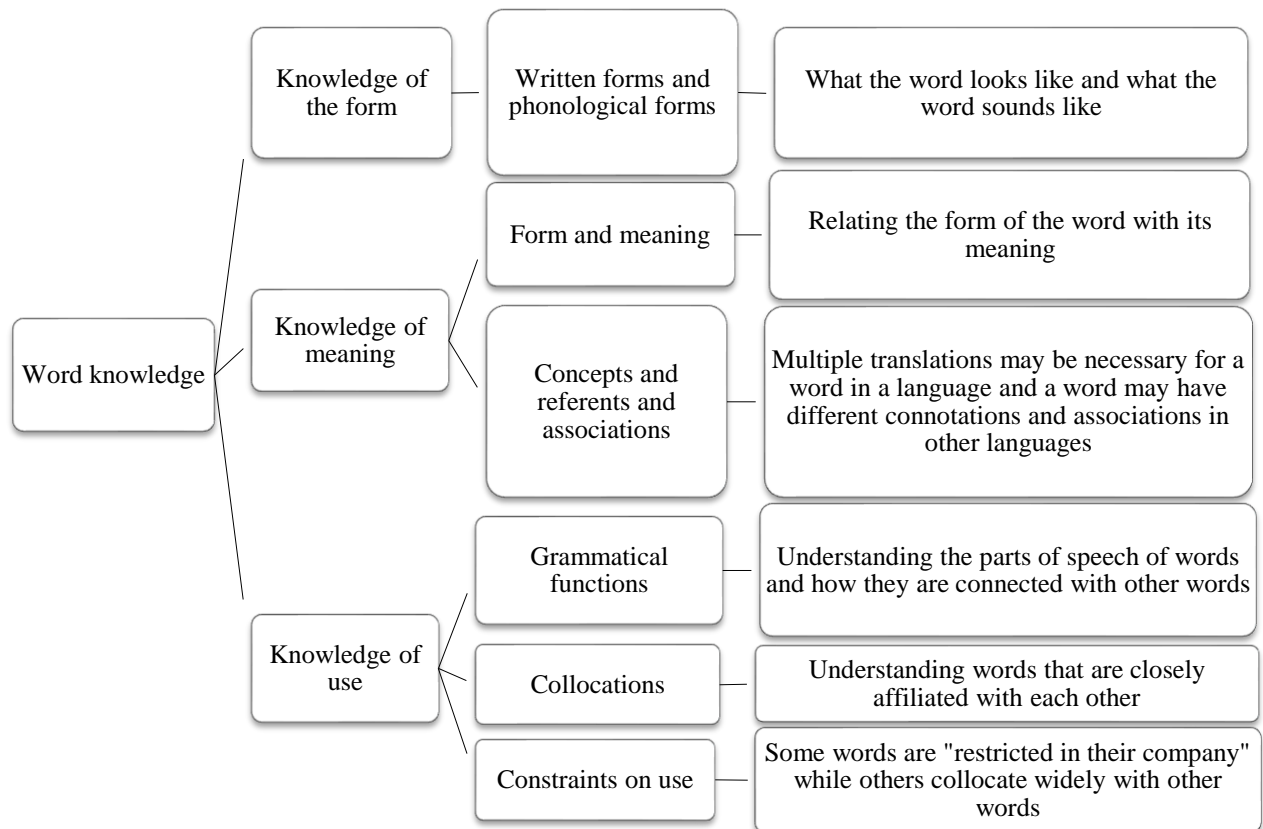 Word knowledge
Knowledge of
the form
Written forms and
phonological forms
What the word looks like and what the
word sounds like
Knowledge of
meaning
Form and meaning
Relating the form of the word with its
meaning
Concepts and
referents and
associations
Multiple translations may be necessary for a
word in a language and a word may have
different connotations and associations in
other languages
Knowledge of
use
Grammatical
functions
Understanding the parts of speech of words
and how they are connected with other words
Collocations
Understanding words that are closely
affiliated with each other
Constraints on use
Some words are "restricted in their company"
while others collocate widely with other
words